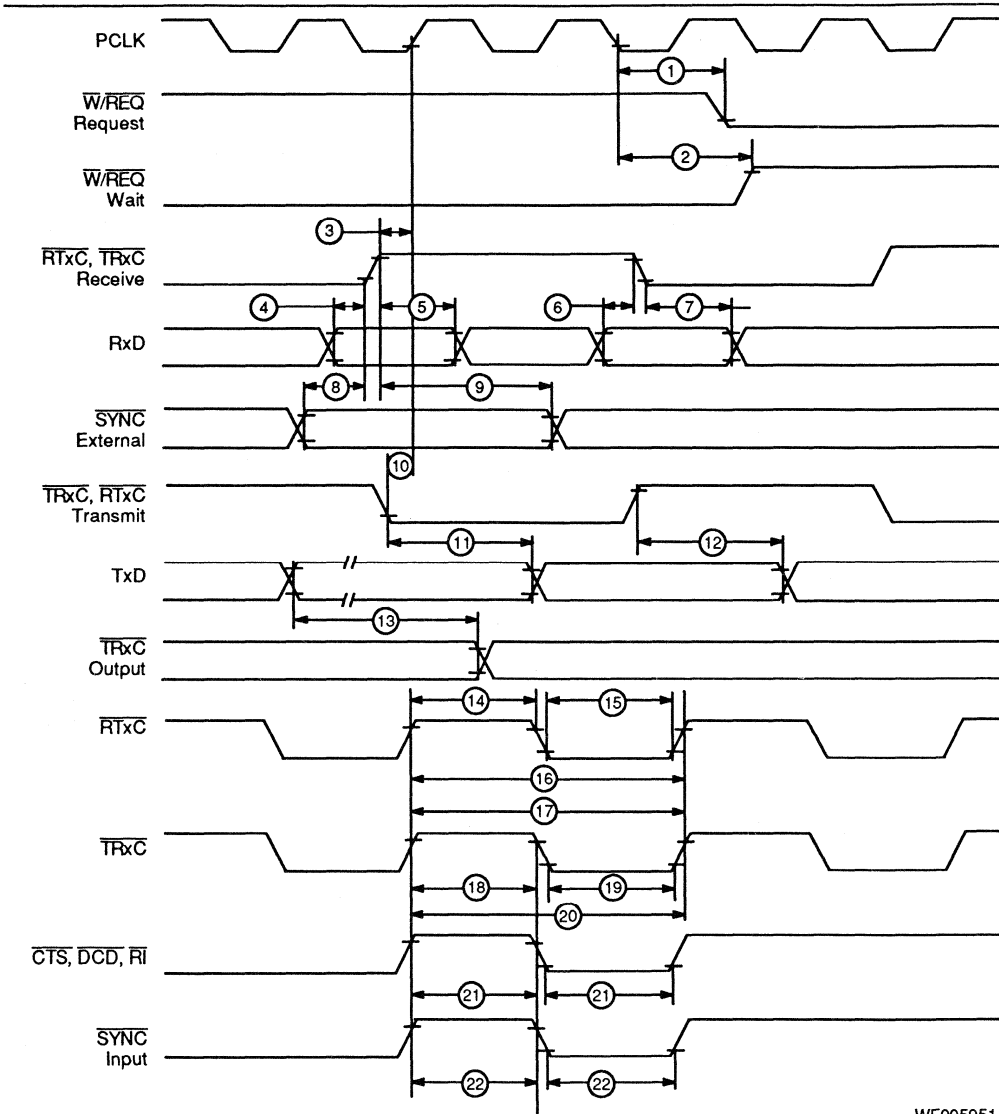 PCLK
1
W/REQ
Request
2
W/REQ
Wait
3
RTxC, TRxC
Receive
4
5
6
7
RxD
8
9
SYNC
External
10
TRxC, RTxC
Transmit
11
12
TxD
13
TRxC
Output
14
15
RTxC
16
17
TRxC
18
19
20
CTS, DCD, RI
21
21
SYNC
Input
22
22